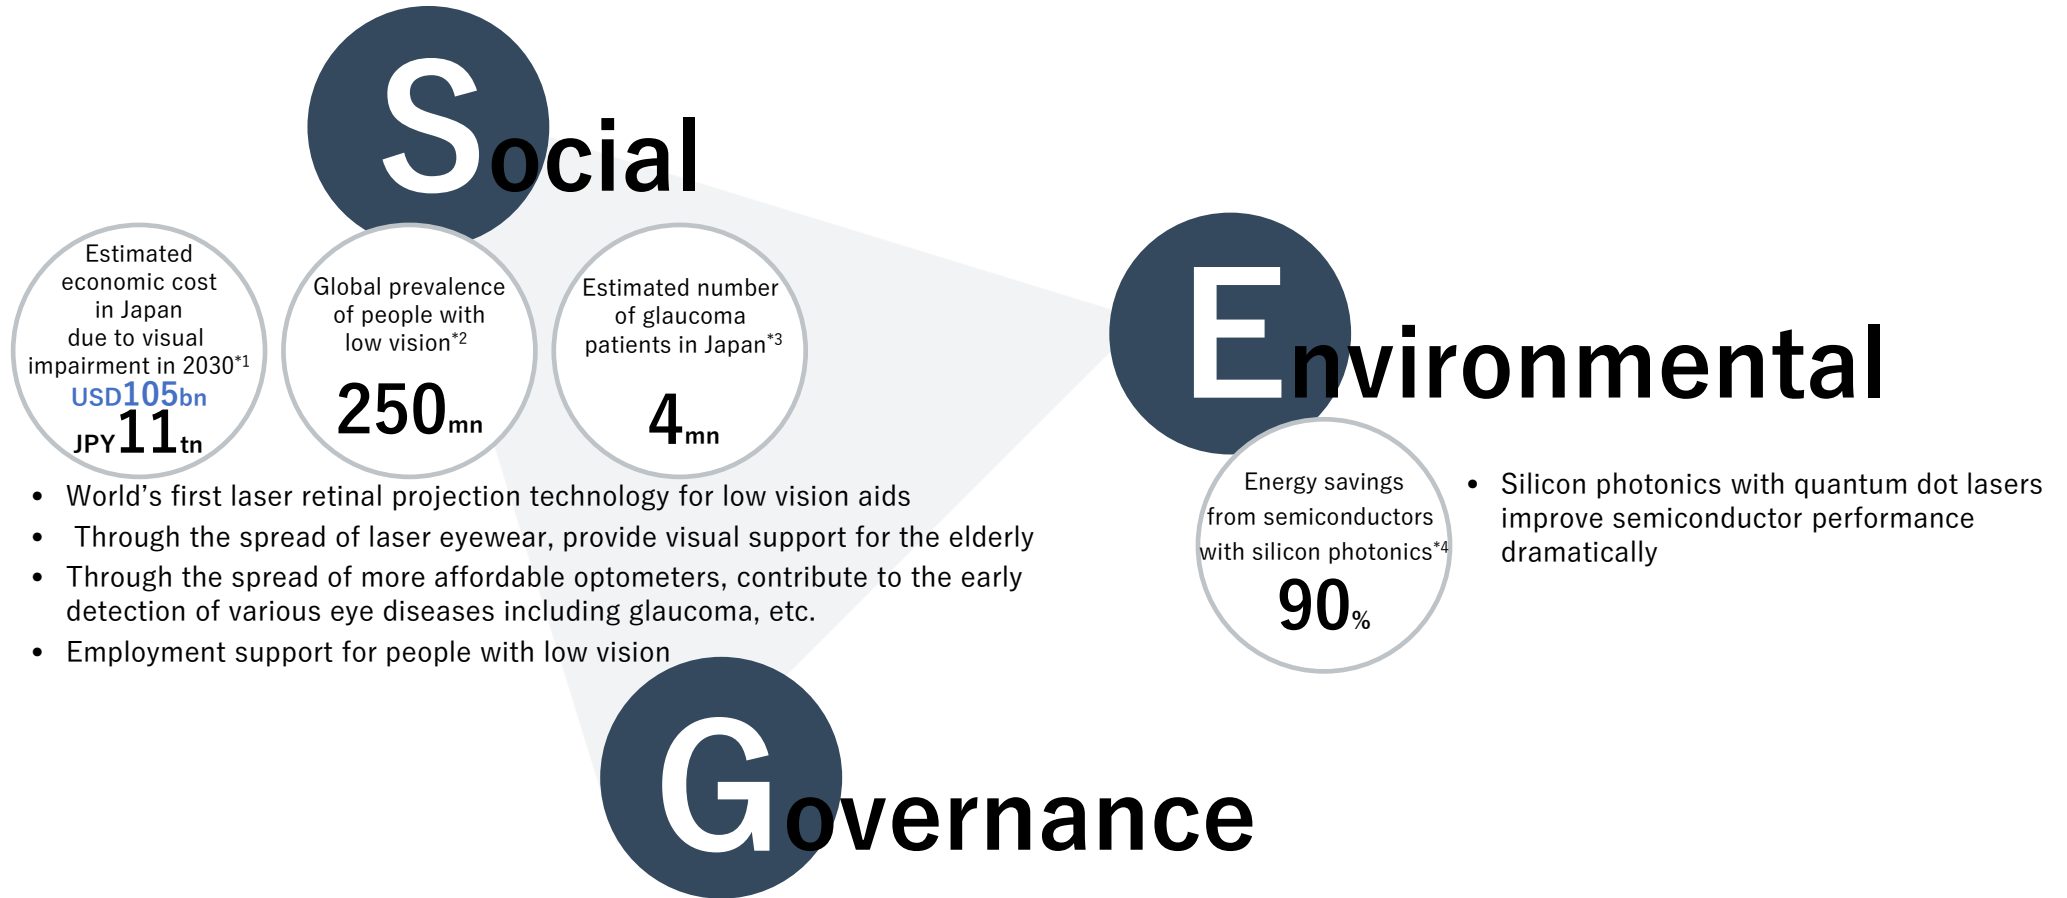 Social
Estimated
economic cost
in Japan
due to visual
impairment in 2030*1
USD105bn
JPY11tn
Global prevalence
of people with
low vision*2
250mn
Estimated number
of glaucoma
patients in Japan*3
4mn
• World’s first laser retinal projection technology for low vision aids
• Through the spread of laser eyewear, provide visual support for the elderly
• Through the spread of more affordable optometers, contribute to the early
detection of various eye diseases including glaucoma, etc.
• Employment support for people with low vision
Environmental
Energy savings
from semiconductors
with silicon photonics*4
90%
• Silicon photonics with quantum dot lasers
improve semiconductor performance
dramatically
Governance